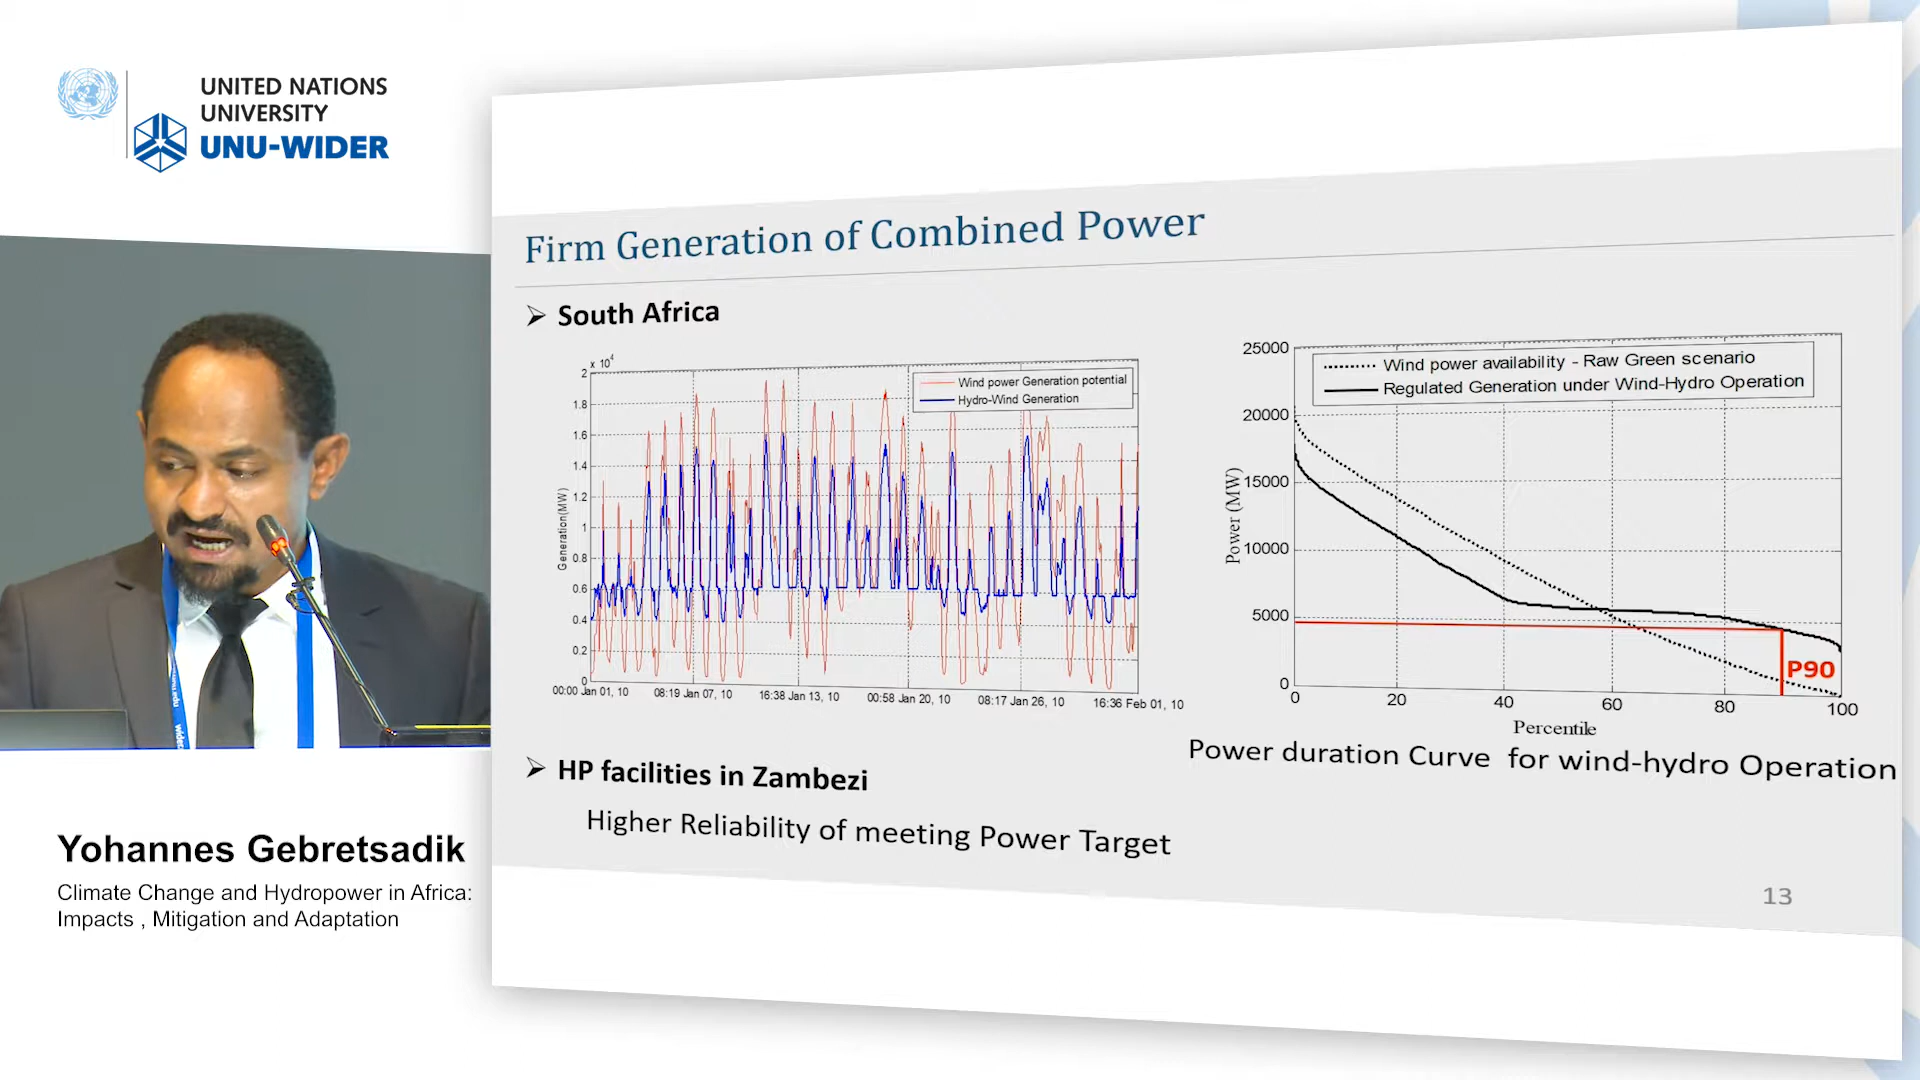 UNITED NATIONS
UNIVERSITY
UNU-WIDER
Firm Generation of Combined Power
➢ South Africa
x 10^4
Generation(MW)
2
1.8
1.6
1.4
1.2
1
0.8
0.6
0.4
0.2
0
Wind power Generation potential
Hydro-Wind Generation
00:00 Jan 01, 10 08:19 Jan 07, 10 16:38 Jan 13, 10 00:58 Jan 20, 10 08:17 Jan 26, 10 16:36 Feb 01, 10
25000
20000
15000
10000
5000
0
Power (MW)
Wind power availability - Raw Green scenario
Regulated Generation under Wind-Hydro Operation
P90
0 20 40 60 80 100
Percentile
Power duration Curve for wind-hydro Operation
➢ HP facilities in Zambezi
Higher Reliability of meeting Power Target
13
Yohannes Gebretsadik
Climate Change and Hydropower in Africa:
Impacts , Mitigation and Adaptation